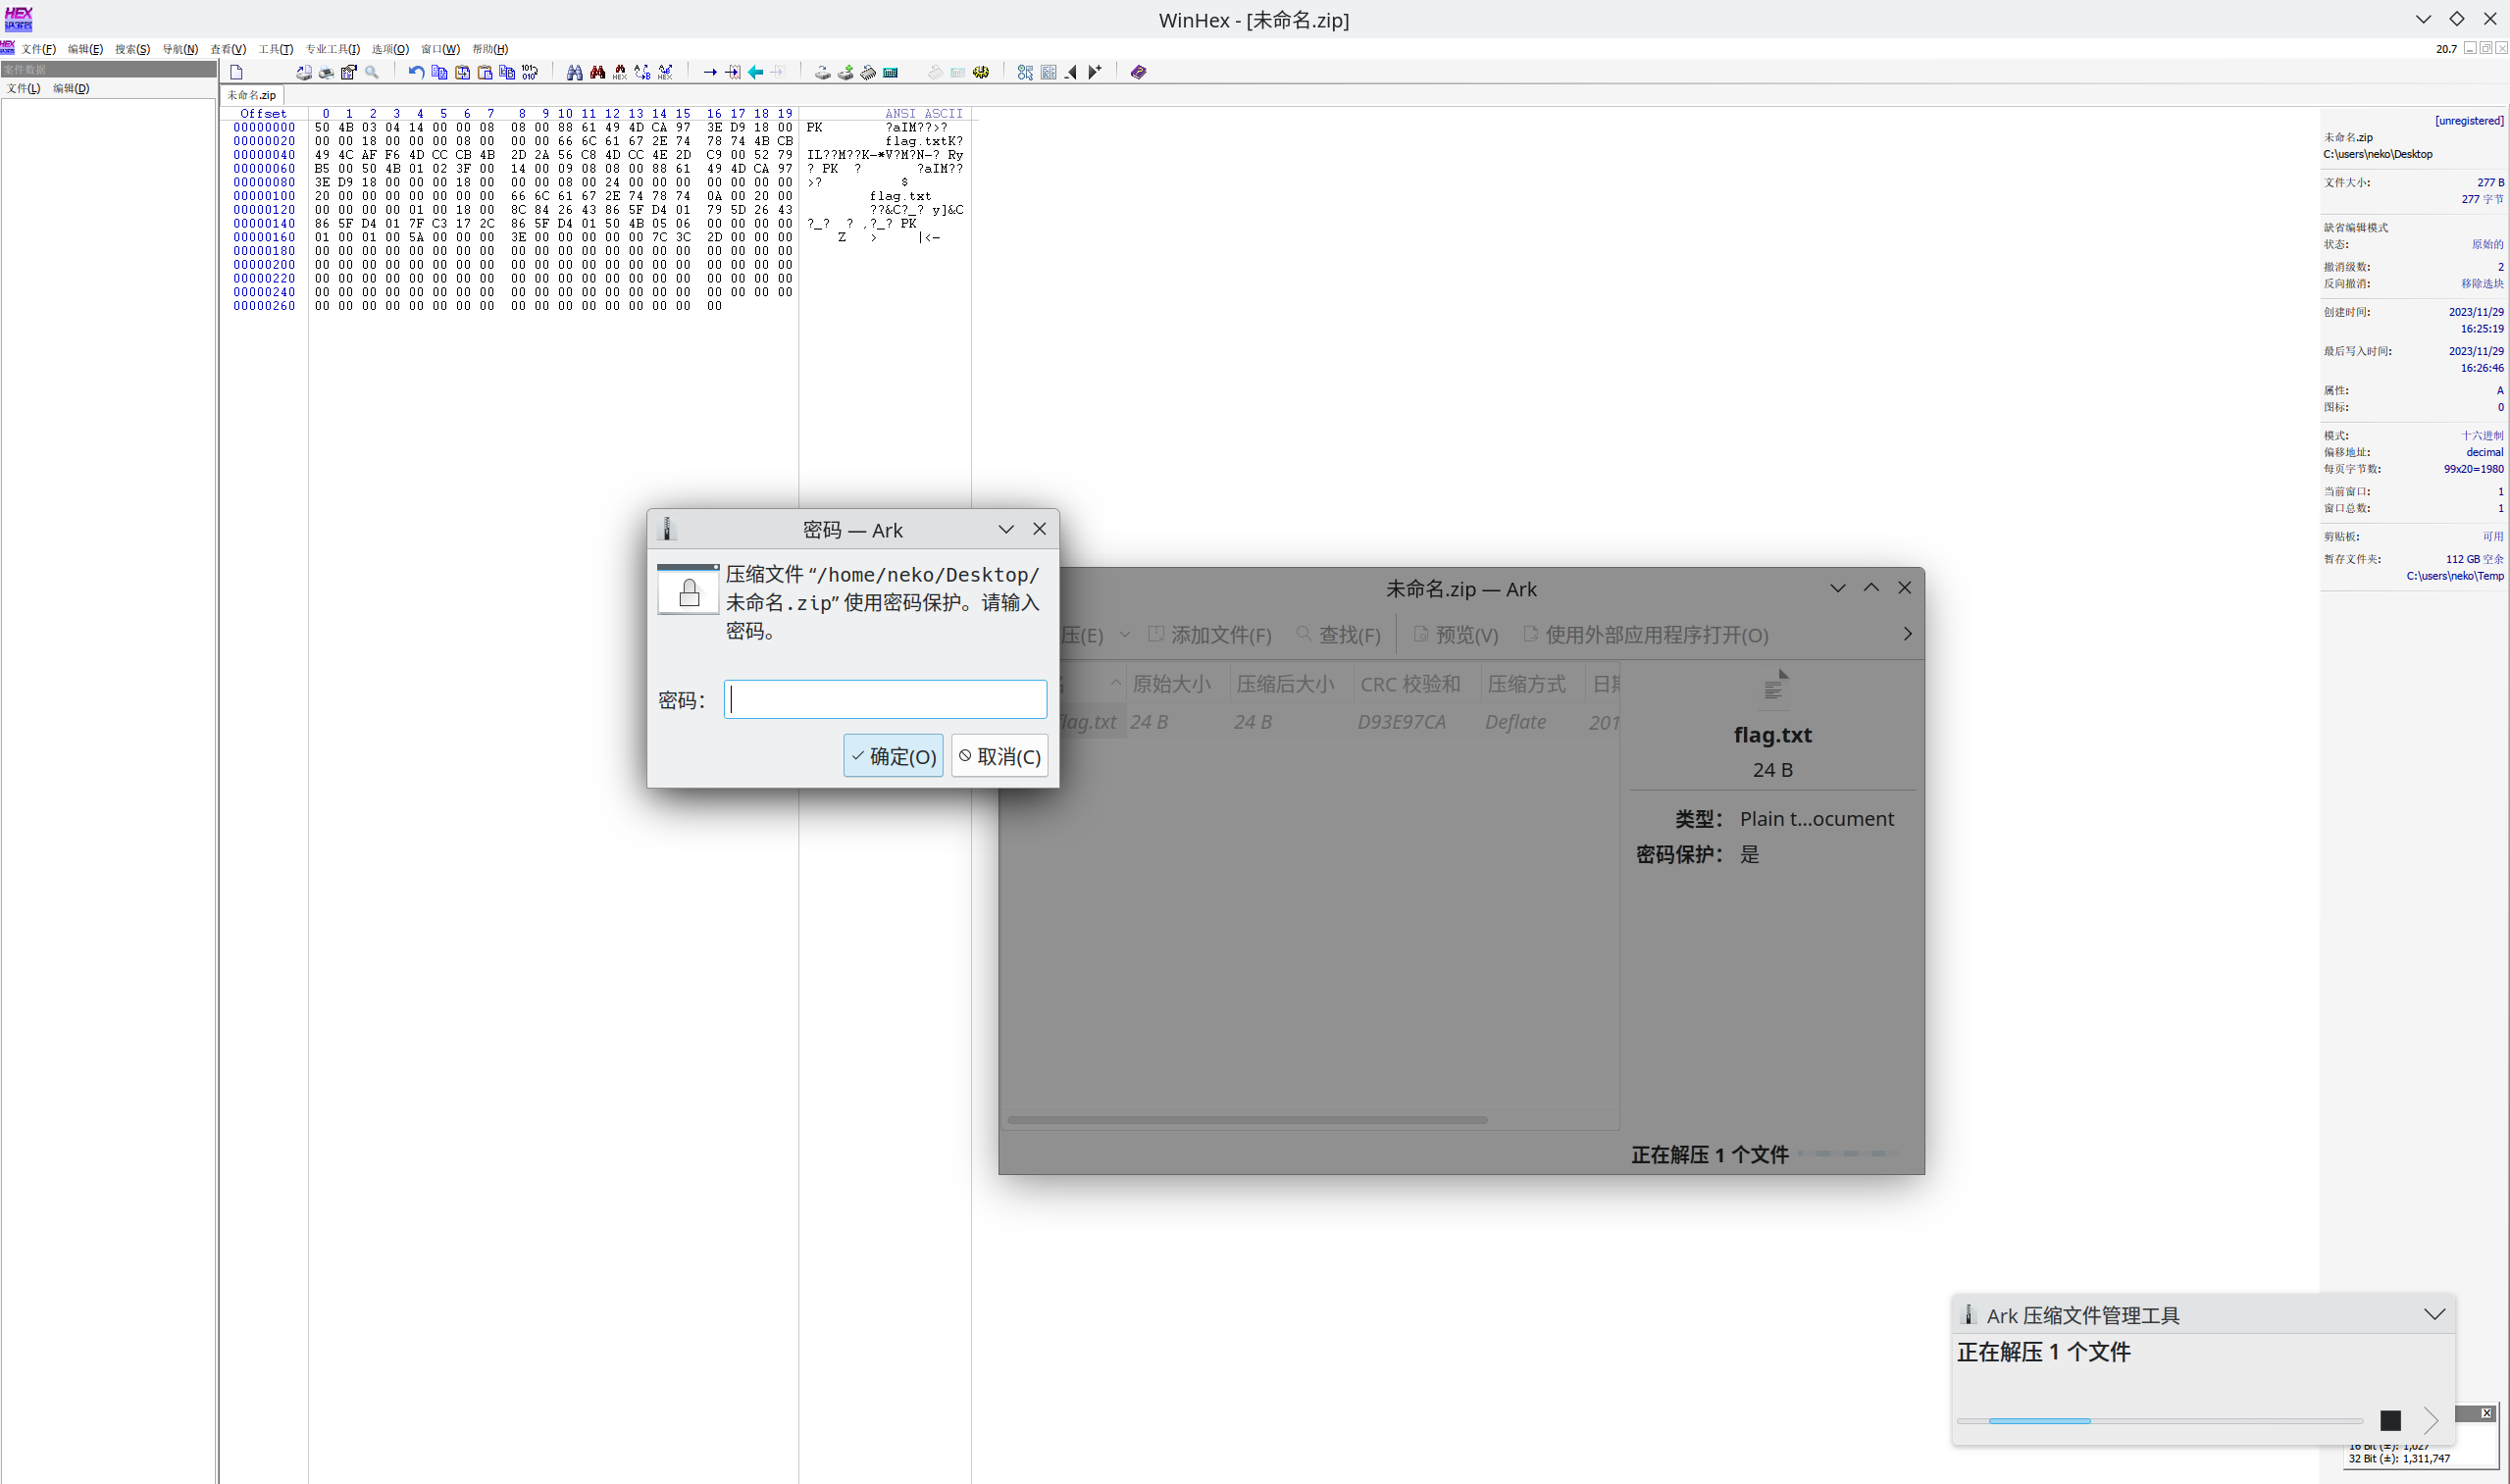 WinHex - [未命名.zip]
文件(F) 编辑(E) 搜索(S) 导航(N) 查看(V) 工具(T) 专业工具(I) 选项(O) 窗口(W) 帮助(H) 20.7
案件数据
文件(L) 编辑(D)
未命名.zip
Offset 0 1 2 3 4 5 6 7 8 9 10 11 12 13 14 15 16 17 18 19 ANSI ASCII
00000000 50 4B 03 04 14 00 00 08 08 00 88 61 49 4D CA 97 3E D9 18 00 PK ?aIM??>?
00000020 00 00 18 00 00 00 08 00 00 00 66 6C 61 67 2E 74 78 74 4B CB flag.txtK?
00000040 49 4C AF F6 4D CC CB 4B 2D 2A 56 C8 4D CC 4E 2D C9 00 52 79 IL??M??K–*V?M?N–? Ry
00000060 B5 00 50 4B 01 02 3F 00 14 00 09 08 08 00 88 61 49 4D CA 97 ? PK ? ?aIM??
00000080 3E D9 18 00 00 00 18 00 00 00 08 00 24 00 00 00 00 00 00 00 >? $
00000100 20 00 00 00 00 00 00 00 66 6C 61 67 2E 74 78 74 0A 00 20 00 flag.txt
00000120 00 00 00 00 01 00 18 00 8C 84 26 43 86 5F D4 01 79 5D 26 43 ??&C?_? y]&C
00000140 86 5F D4 01 7F C3 17 2C 86 5F D4 01 50 4B 05 06 00 00 00 00 ?_? ? ,?_? PK
00000160 01 00 01 00 5A 00 00 00 3E 00 00 00 00 00 7C 3C 2D 00 00 00 Z > |<–
00000180 00 00 00 00 00 00 00 00 00 00 00 00 00 00 00 00 00 00 00 00
00000200 00 00 00 00 00 00 00 00 00 00 00 00 00 00 00 00 00 00 00 00
00000220 00 00 00 00 00 00 00 00 00 00 00 00 00 00 00 00 00 00 00 00
00000240 00 00 00 00 00 00 00 00 00 00 00 00 00 00 00 00 00 00 00 00
00000260 00 00 00 00 00 00 00 00 00 00 00 00 00 00 00 00 00
[unregistered]
未命名.zip
C:\users\neko\Desktop
文件大小: 277 B
277 字节
缺省编辑模式
状态: 原始的
撤消级数: 2
反向撤消: 移除选块
创建时间: 2023/11/29
16:25:19
最后写入时间: 2023/11/29
16:26:46
属性: A
图标: 0
模式: 十六进制
偏移地址: decimal
每页字节数: 99x20=1980
当前窗口: 1
窗口总数: 1
剪贴板: 可用
暂存文件夹: 112 GB 空余
C:\users\neko\Temp
密码 — Ark
压缩文件 “/home/neko/Desktop/
未命名.zip” 使用密码保护。请输入
密码。
密码：
确定(O) 取消(C)
未命名.zip — Ark
压(E) 添加文件(F) 查找(F) 预览(V) 使用外部应用程序打开(O)
原始大小 压缩后大小 CRC 校验和 压缩方式 日期
flag.txt 24 B 24 B D93E97CA Deflate 201
flag.txt
24 B
类型： Plain t...ocument
密码保护： 是
正在解压 1 个文件
Ark 压缩文件管理工具
正在解压 1 个文件
16 Bit (±): 1,027
32 Bit (±): 1,311,747